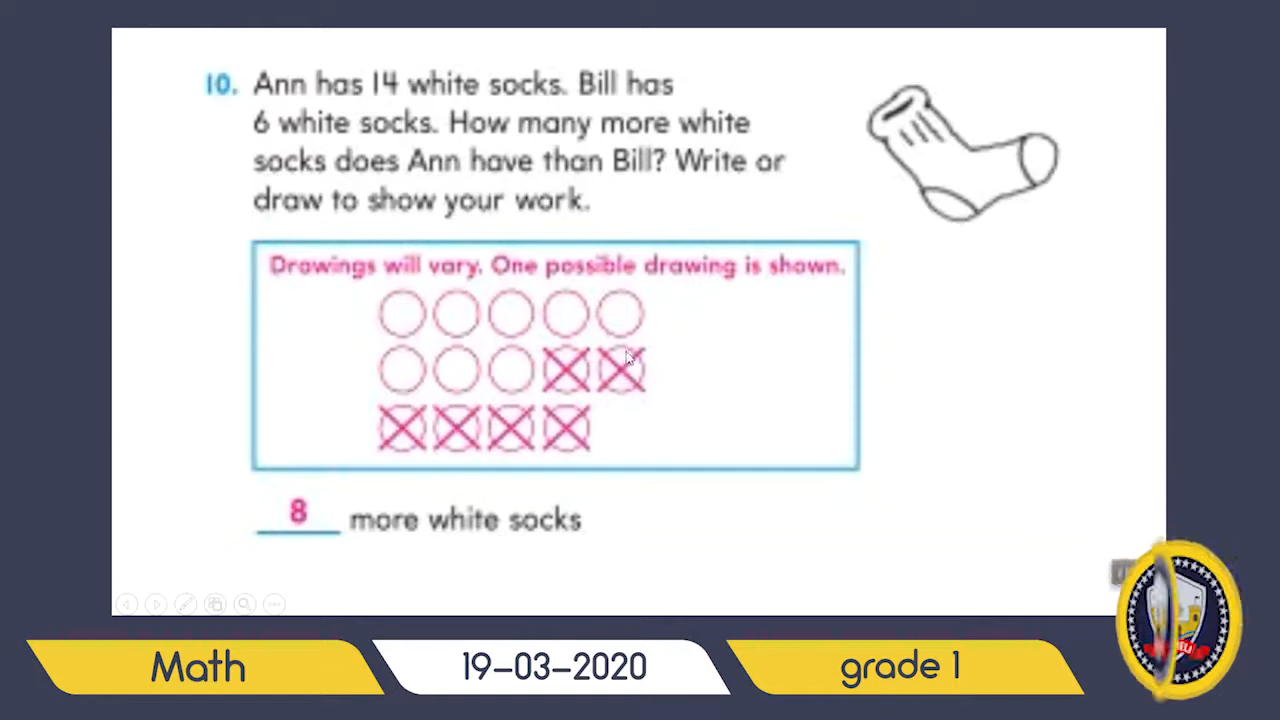 10. Ann has 14 white socks. Bill has
6 white socks. How many more white
socks does Ann have than Bill? Write or
draw to show your work.
Drawings will vary. One possible drawing is shown.
8 more white socks
Math
19-03-2020
grade 1